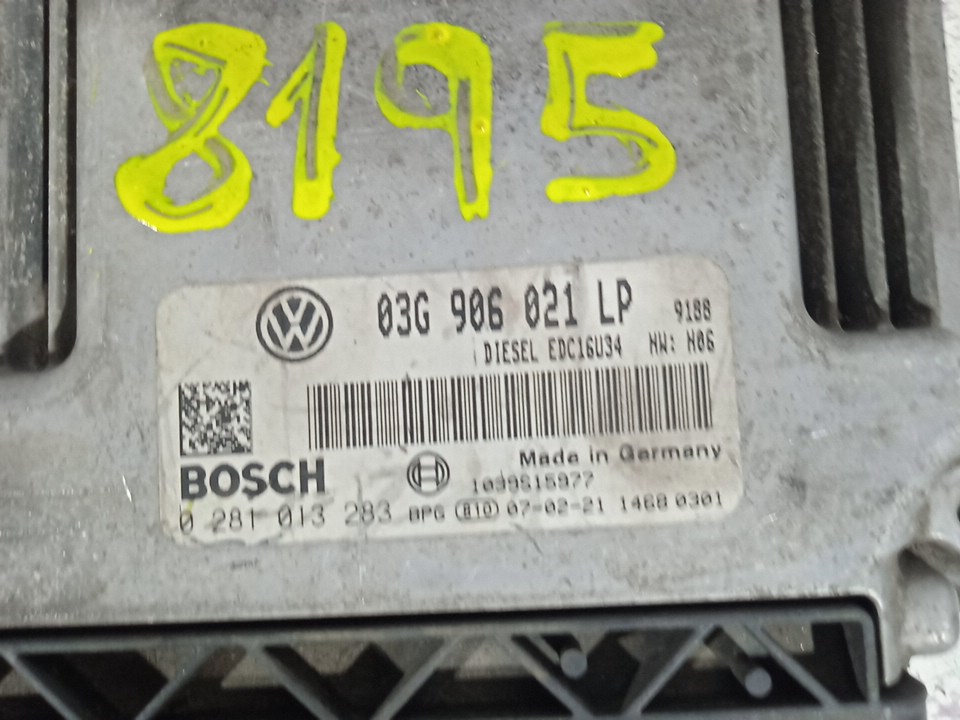 8195
03G 906 021 LP 9188
DIESEL EDC16U34 HW: H06
BOSCH
Made in Germany
1039S15977
0 281 013 283 BPG 810 07-02-21 1468 0301